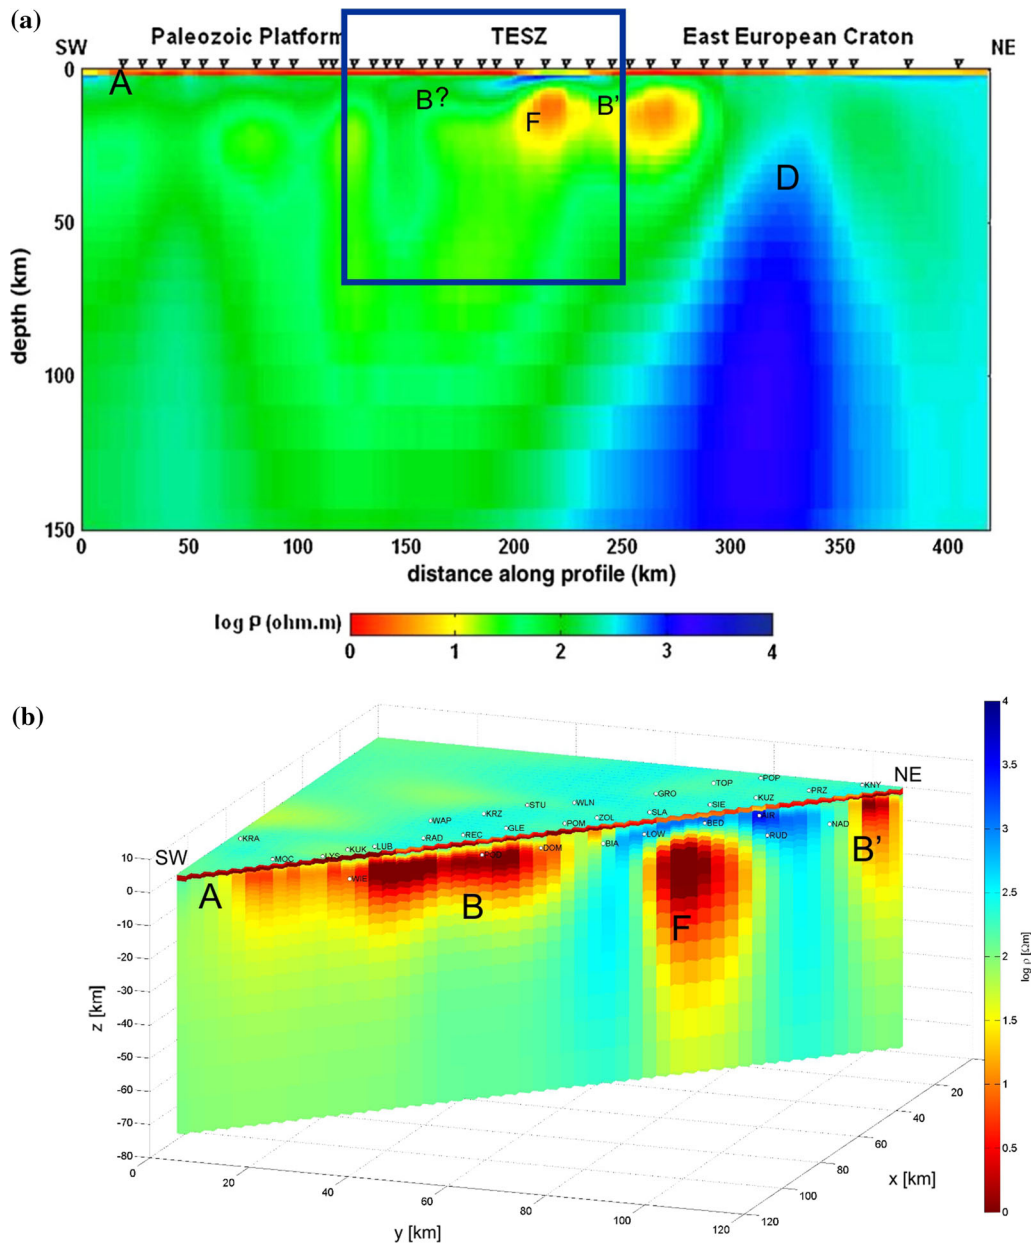 (a)
Paleozoic Platform TESZ East European Craton
SW NE
0
A
B? B'
F
D
50
100
150
depth (km)
0 50 100 150 200 250 300 350 400
distance along profile (km)
log ρ (ohm.m)
0 1 2 3 4
(b)
4
3.5
3
2.5
2
1.5
1
0.5
0
log ρ [Ωm]
SW NE
TOP POP
GRO PRZ KNY
STU WLN SIE KUZ
KRZ SLA
WAP ZOL BED NAD
KRA RAD REC GLE POM LOW RUD
MOC LYS KUK LUB BIA
WIE DOM
A B F B'
10
0
-10
-20
-30
-40
-50
-60
-70
-80
z [km]
0 20 40 60 80 100 120
y [km]
20 40 60 80 100 120
x [km]